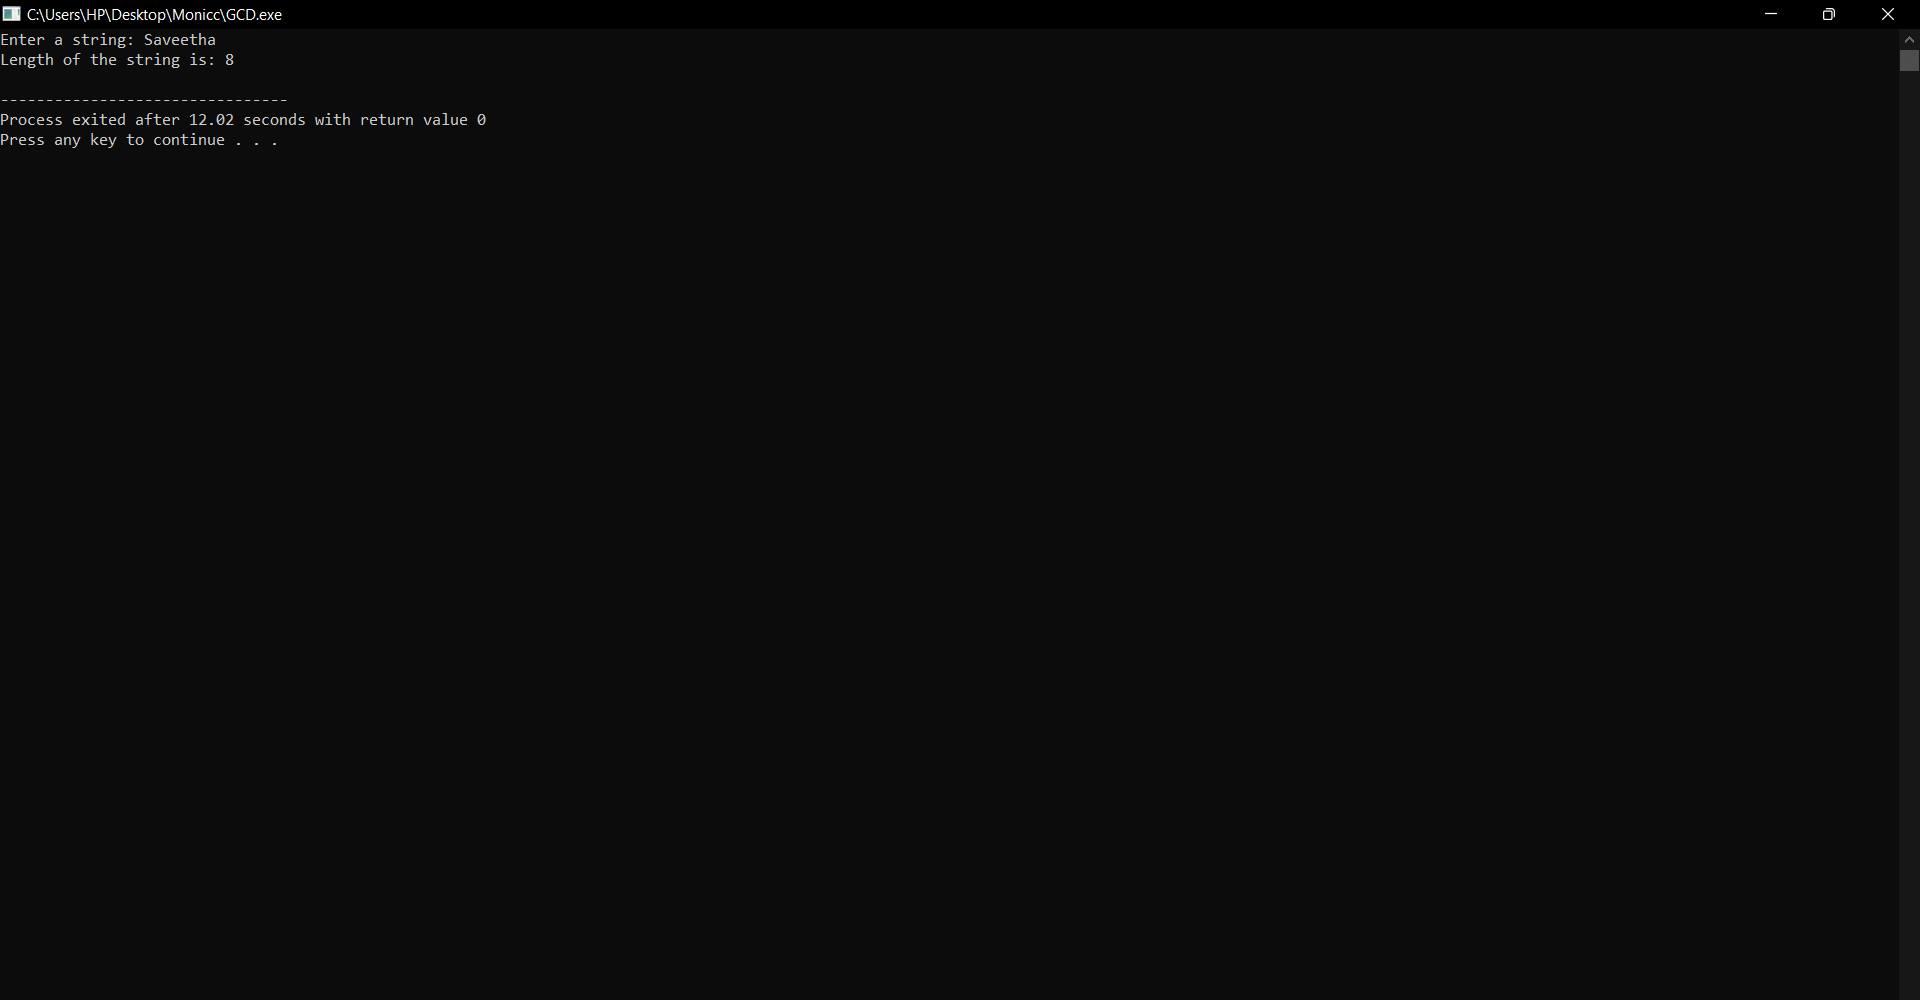 C:\Users\HP\Desktop\Monicc\GCD.exe
Enter a string: Saveetha
Length of the string is: 8
--------------------------------
Process exited after 12.02 seconds with return value 0
Press any key to continue . . .